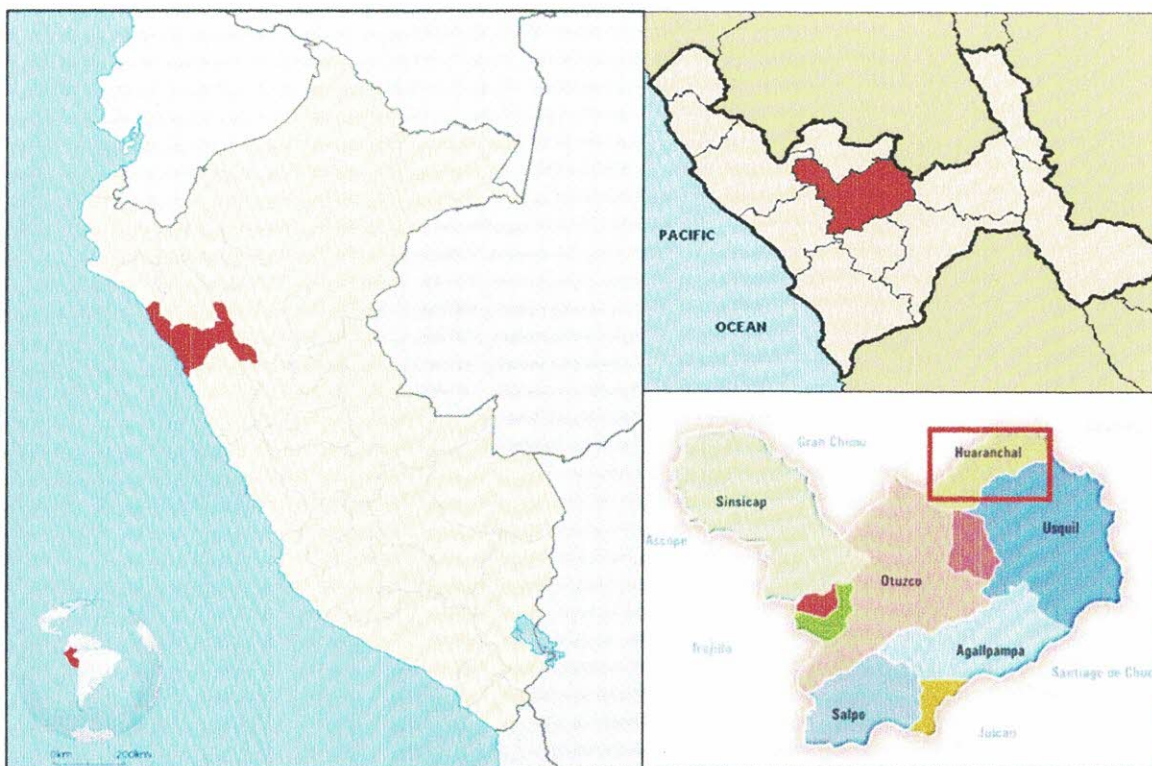 0km 200km
PACIFIC
OCEAN
Gran Chimu
Huaranchal
Sinsicap
Usquil
Ascope
Otuzco
Trujillo
Agallpampa
Santiago de Chuc
Salpo
Julcan